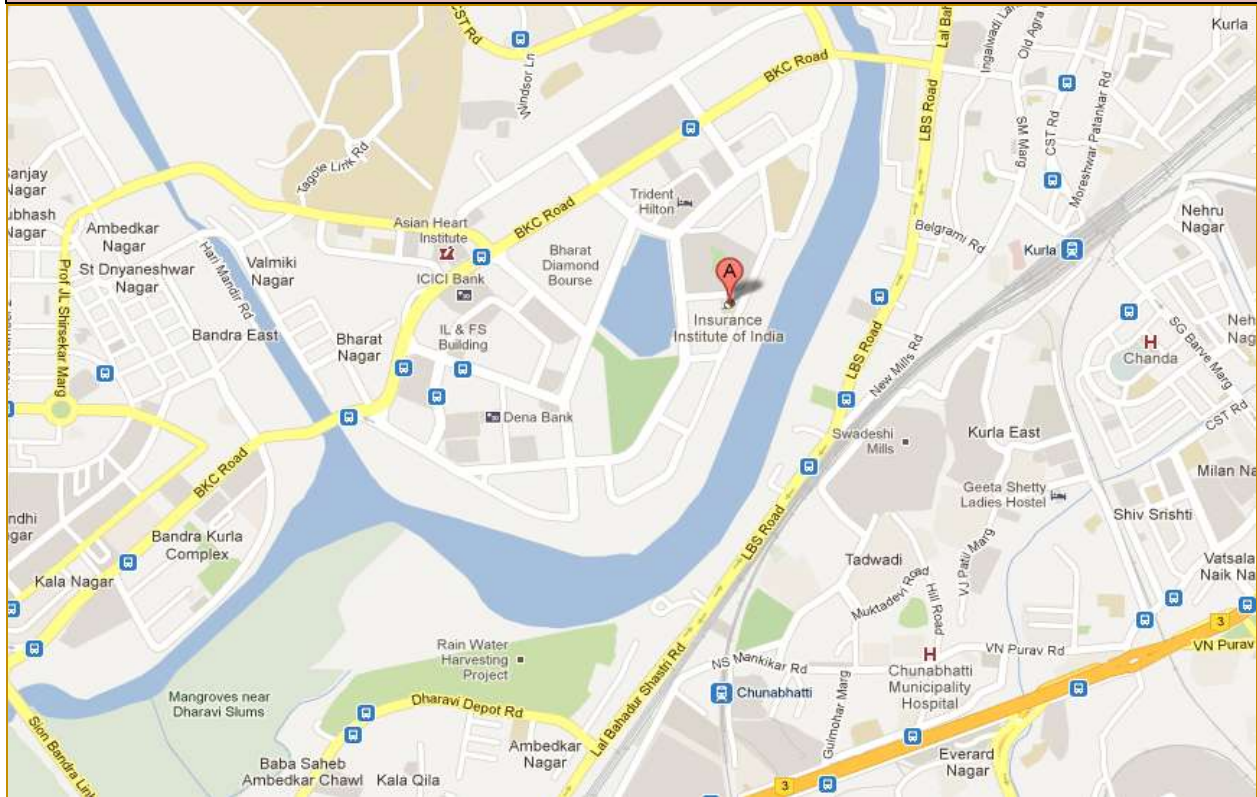 CST Rd
Windsor Ln
BKC Road
Lal Bah
Ingalwadi Lan
Old Agra
Kurla
LBS Road
SM Marg
CST Rd
Moreshwar Patankar Rd
Sanjay
Nagar
Tagote Link Rd
Trident
Hilton
Ambedkar
Nagar
Asian Heart
Institute
BKC Road
Belgrami Rd
Nehru
Nagar
Kurla
St Dnyaneshwar
Nagar
Hari Mandir Rd
Valmiki
Nagar
ICICI Bank
Bharat
Diamond
Bourse
A
Insurance
Institute of India
Prof JL Shirsekar Marg
Bandra East
Bharat
Nagar
IL & FS
Building
LBS Road
New Mills Rd
H
Chanda
SG Barve Marg
CST Rd
Dena Bank
Swadeshi
Mills
Kurla East
BKC Road
Geeta Shetty
Ladies Hostel
Milan Na
Shiv Srishti
Bandra Kurla
Complex
LBS Road
Tadwadi
VJ Patil Marg
Vatsala
Naik Na
Kala Nagar
Muktadevi Road
Hill Road
3
VN Purav
Rain Water
Harvesting
Project
NS Mankikar Rd
H
VN Purav Rd
Chunabhatti
Municipality
Hospital
Chunabhatti
Mangroves near
Dharavi Slums
Dharavi Depot Rd
Lal Bahadur Shastri Rd
Gulmohar Marg
Sion Bandra Link
Baba Saheb
Ambedkar Chawl
Kala Qila
Ambedkar
Nagar
Everard
Nagar
3